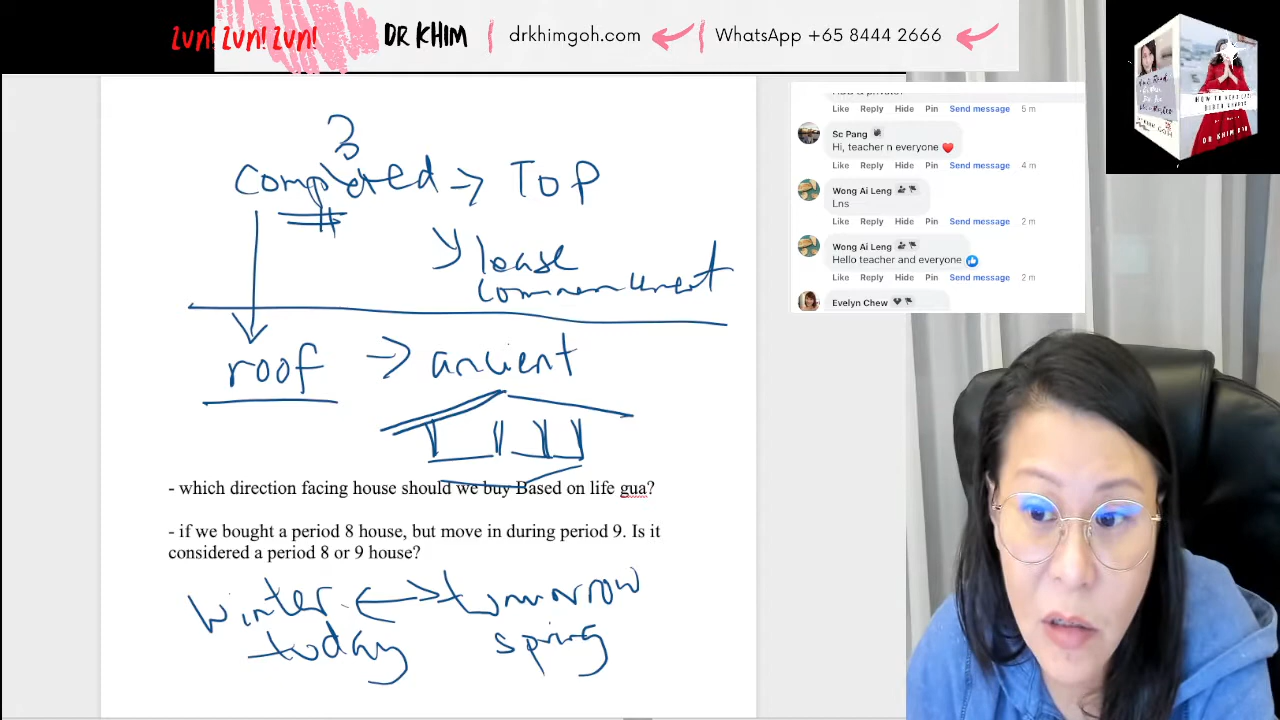 ZUN! ZUN! ZUN! DR KHIM | drkhimgoh.com | WhatsApp +65 8444 2666
3
completed → TOP
lease
commencement
roof → ancient
- which direction facing house should we buy Based on life gua?
- if we bought a period 8 house, but move in during period 9. Is it
considered a period 8 or 9 house?
Winter ↔ tomorrow
today spring
Like Reply Hide Pin Send message 5 m
Sc Pang
Hi, teacher n everyone ❤️
Like Reply Hide Pin Send message 4 m
Wong Ai Leng
Lns
Like Reply Hide Pin Send message 2 m
Wong Ai Leng
Hello teacher and everyone 👍
Like Reply Hide Pin Send message 2 m
Evelyn Chew
DR KHIM GOH